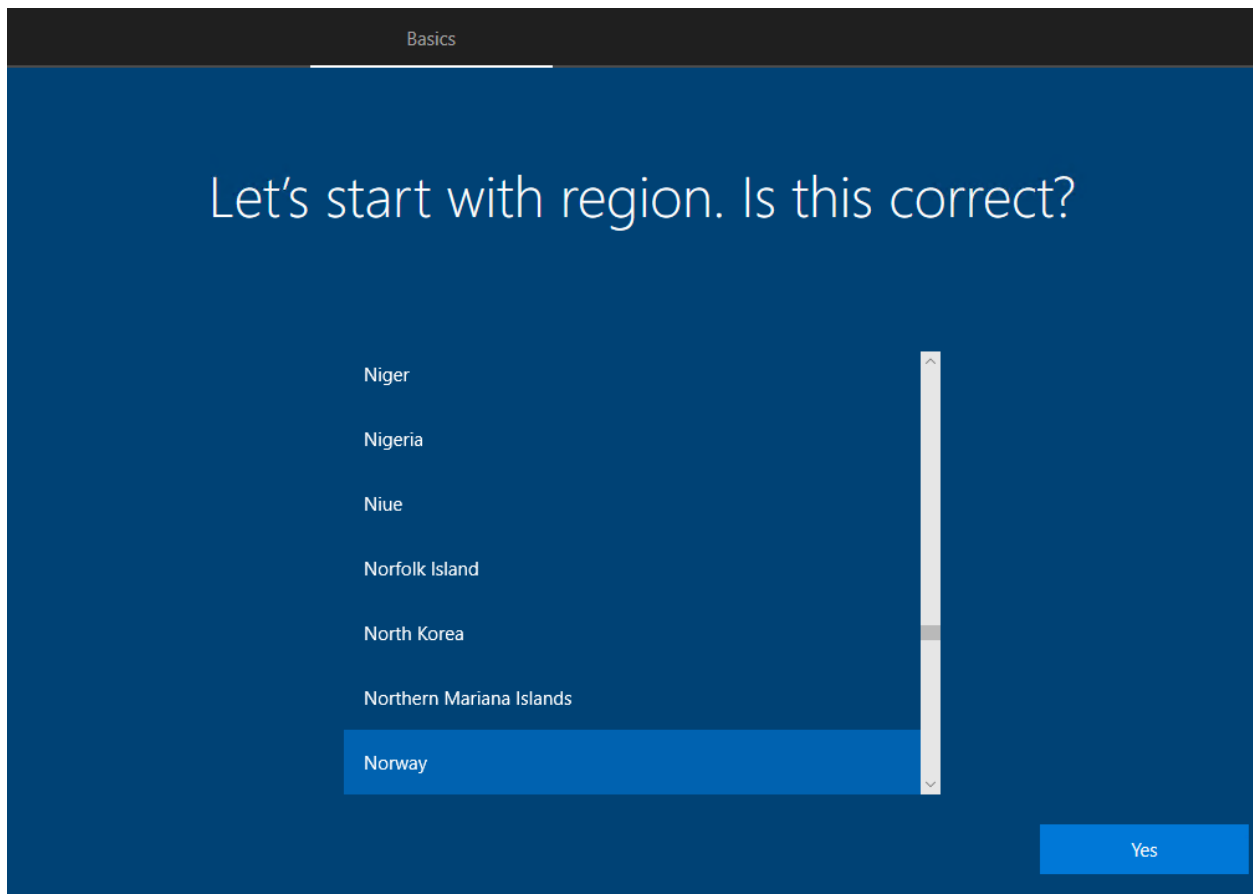 Basics
Let’s start with region. Is this correct?
Niger
Nigeria
Niue
Norfolk Island
North Korea
Northern Mariana Islands
Norway
Yes